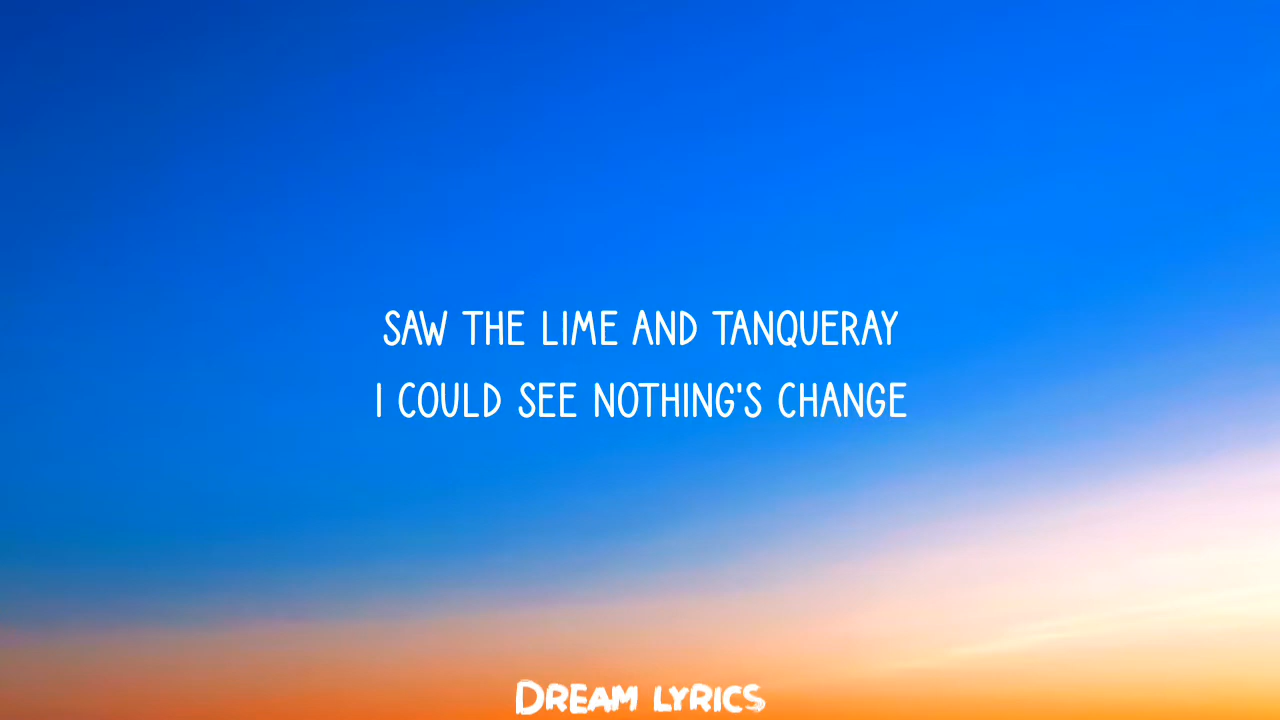 SAW THE LIME AND TANQUERAY
I COULD SEE NOTHING'S CHANGE
DREAM LYRICS